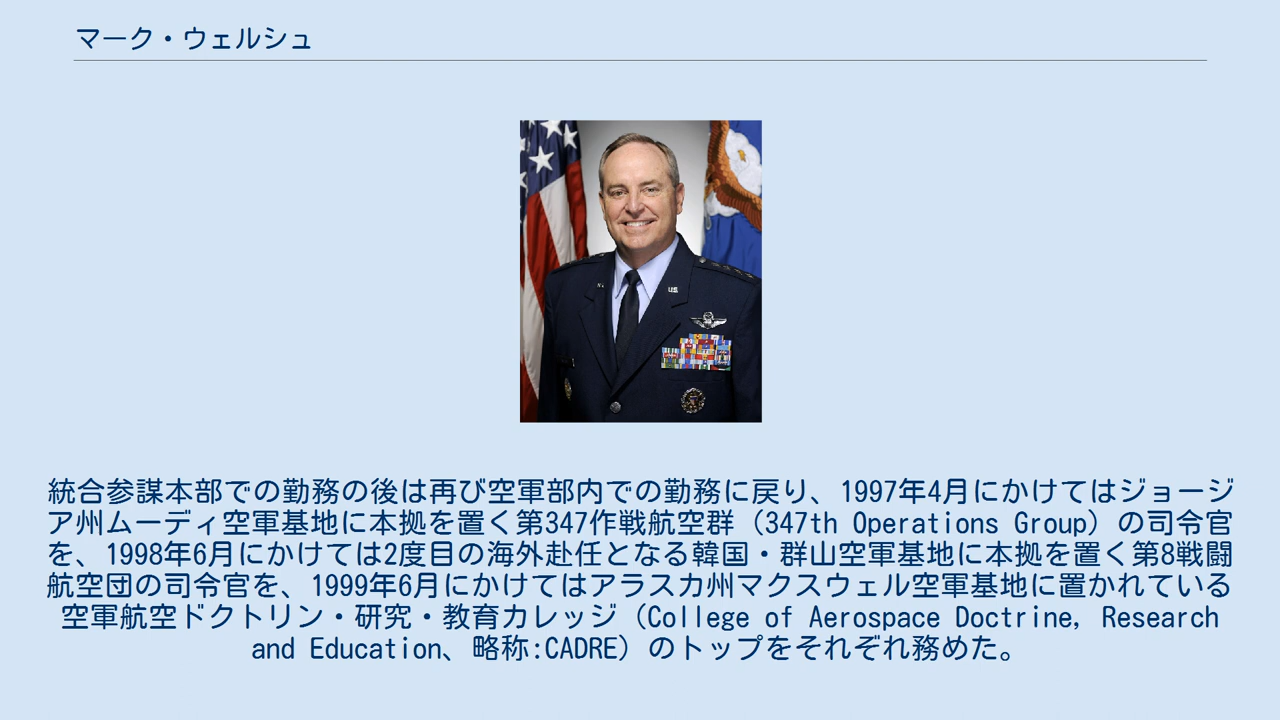 マーク・ウェルシュ
統合参謀本部での勤務の後は再び空軍部内での勤務に戻り、1997年4月にかけてはジョージ
ア州ムーディ空軍基地に本拠を置く第347作戦航空群（347th Operations Group）の司令官
を、1998年6月にかけては2度目の海外赴任となる韓国・群山空軍基地に本拠を置く第8戦闘
航空団の司令官を、1999年6月にかけてはアラスカ州マクスウェル空軍基地に置かれている
空軍航空ドクトリン・研究・教育カレッジ（College of Aerospace Doctrine, Research
and Education、略称:CADRE）のトップをそれぞれ務めた。